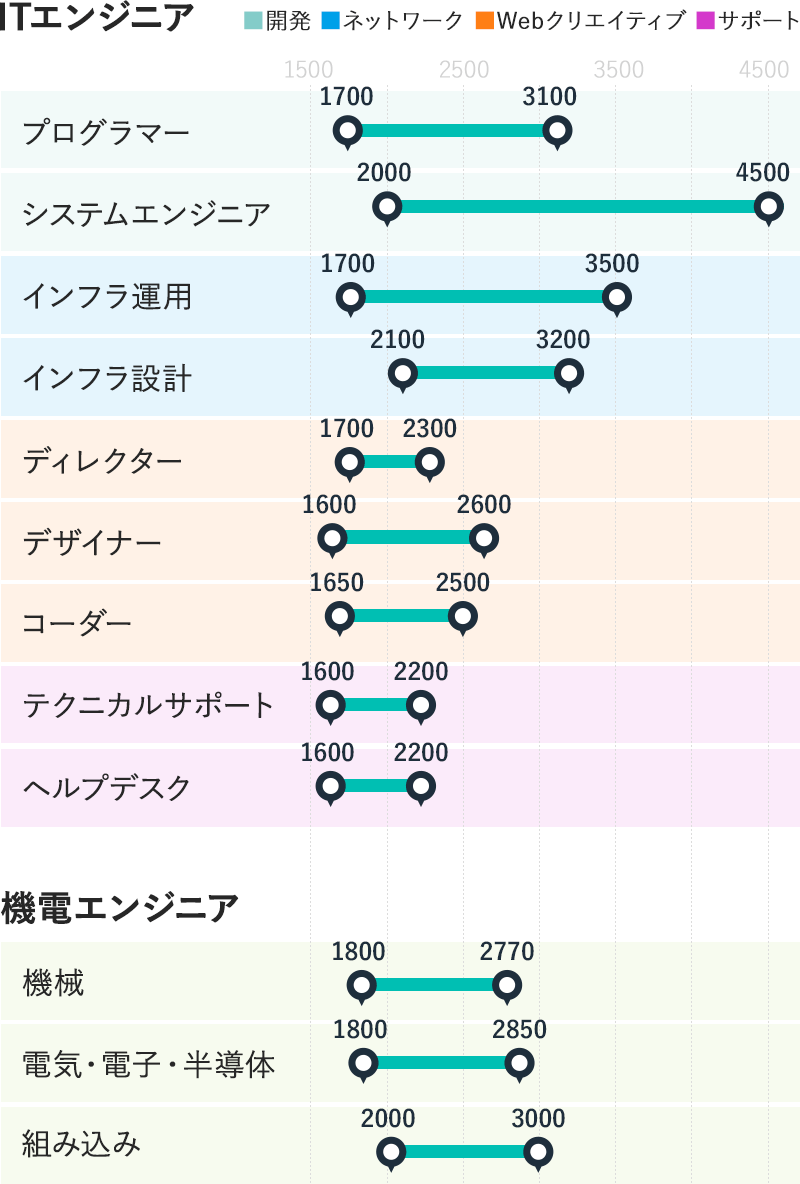 ITエンジニア
開発 ネットワーク Webクリエイティブ サポート
1500 2500 3500 4500
1700 3100
プログラマー
2000 4500
システムエンジニア
1700 3500
インフラ運用
2100 3200
インフラ設計
1700 2300
ディレクター
1600 2600
デザイナー
1650 2500
コーダー
1600 2200
テクニカルサポート
1600 2200
ヘルプデスク
機電エンジニア
1800 2770
機械
1800 2850
電気・電子・半導体
2000 3000
組み込み